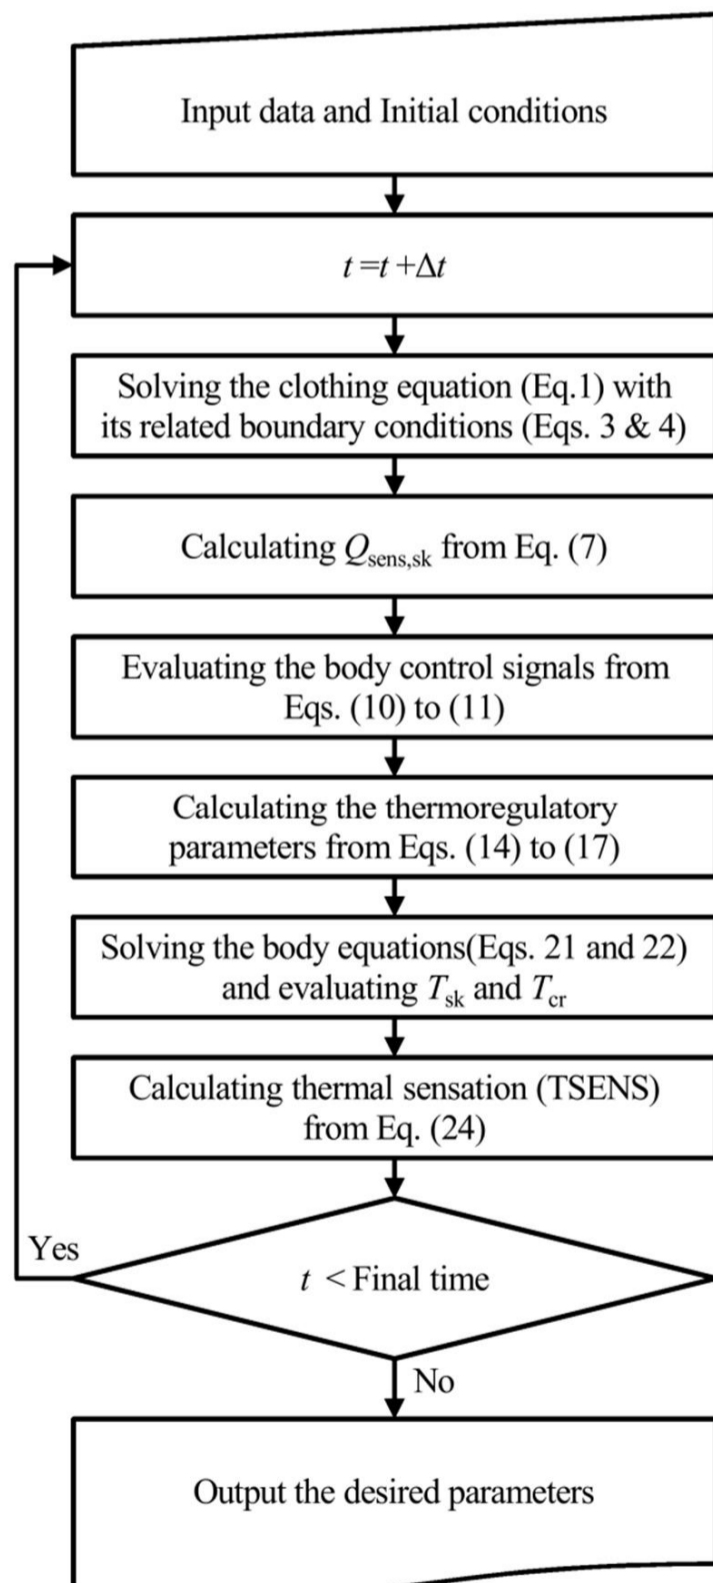 Input data and Initial conditions
t =t +Δt
Solving the clothing equation (Eq.1) with
its related boundary conditions (Eqs. 3 & 4)
Calculating Qsens,sk from Eq. (7)
Evaluating the body control signals from
Eqs. (10) to (11)
Calculating the thermoregulatory
parameters from Eqs. (14) to (17)
Solving the body equations(Eqs. 21 and 22)
and evaluating Tsk and Tcr
Calculating thermal sensation (TSENS)
from Eq. (24)
Yes
t < Final time
No
Output the desired parameters